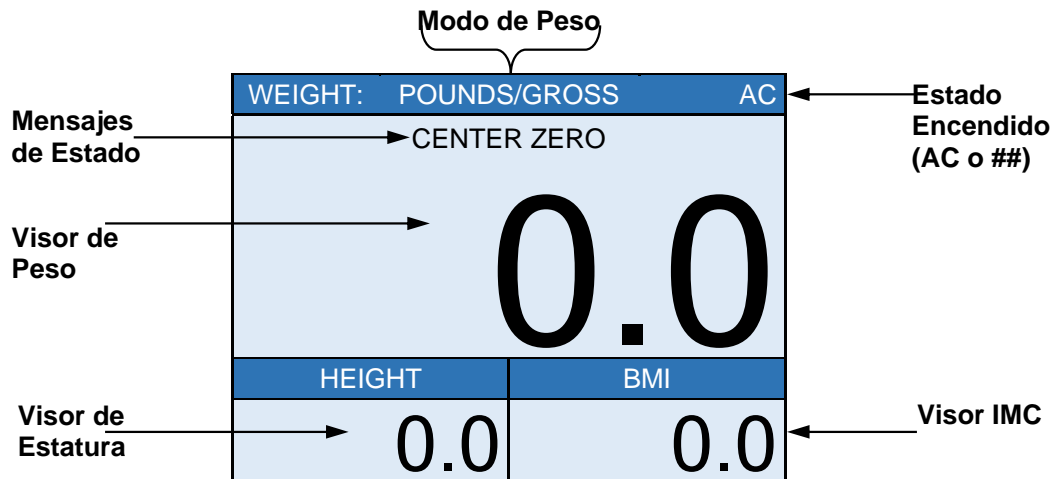 Modo de Peso
WEIGHT: POUNDS/GROSS AC
Estado
Encendido
(AC o ##)
Mensajes
de Estado
CENTER ZERO
Visor de
Peso
0.0
HEIGHT BMI
Visor de
Estatura
0.0 0.0
Visor IMC